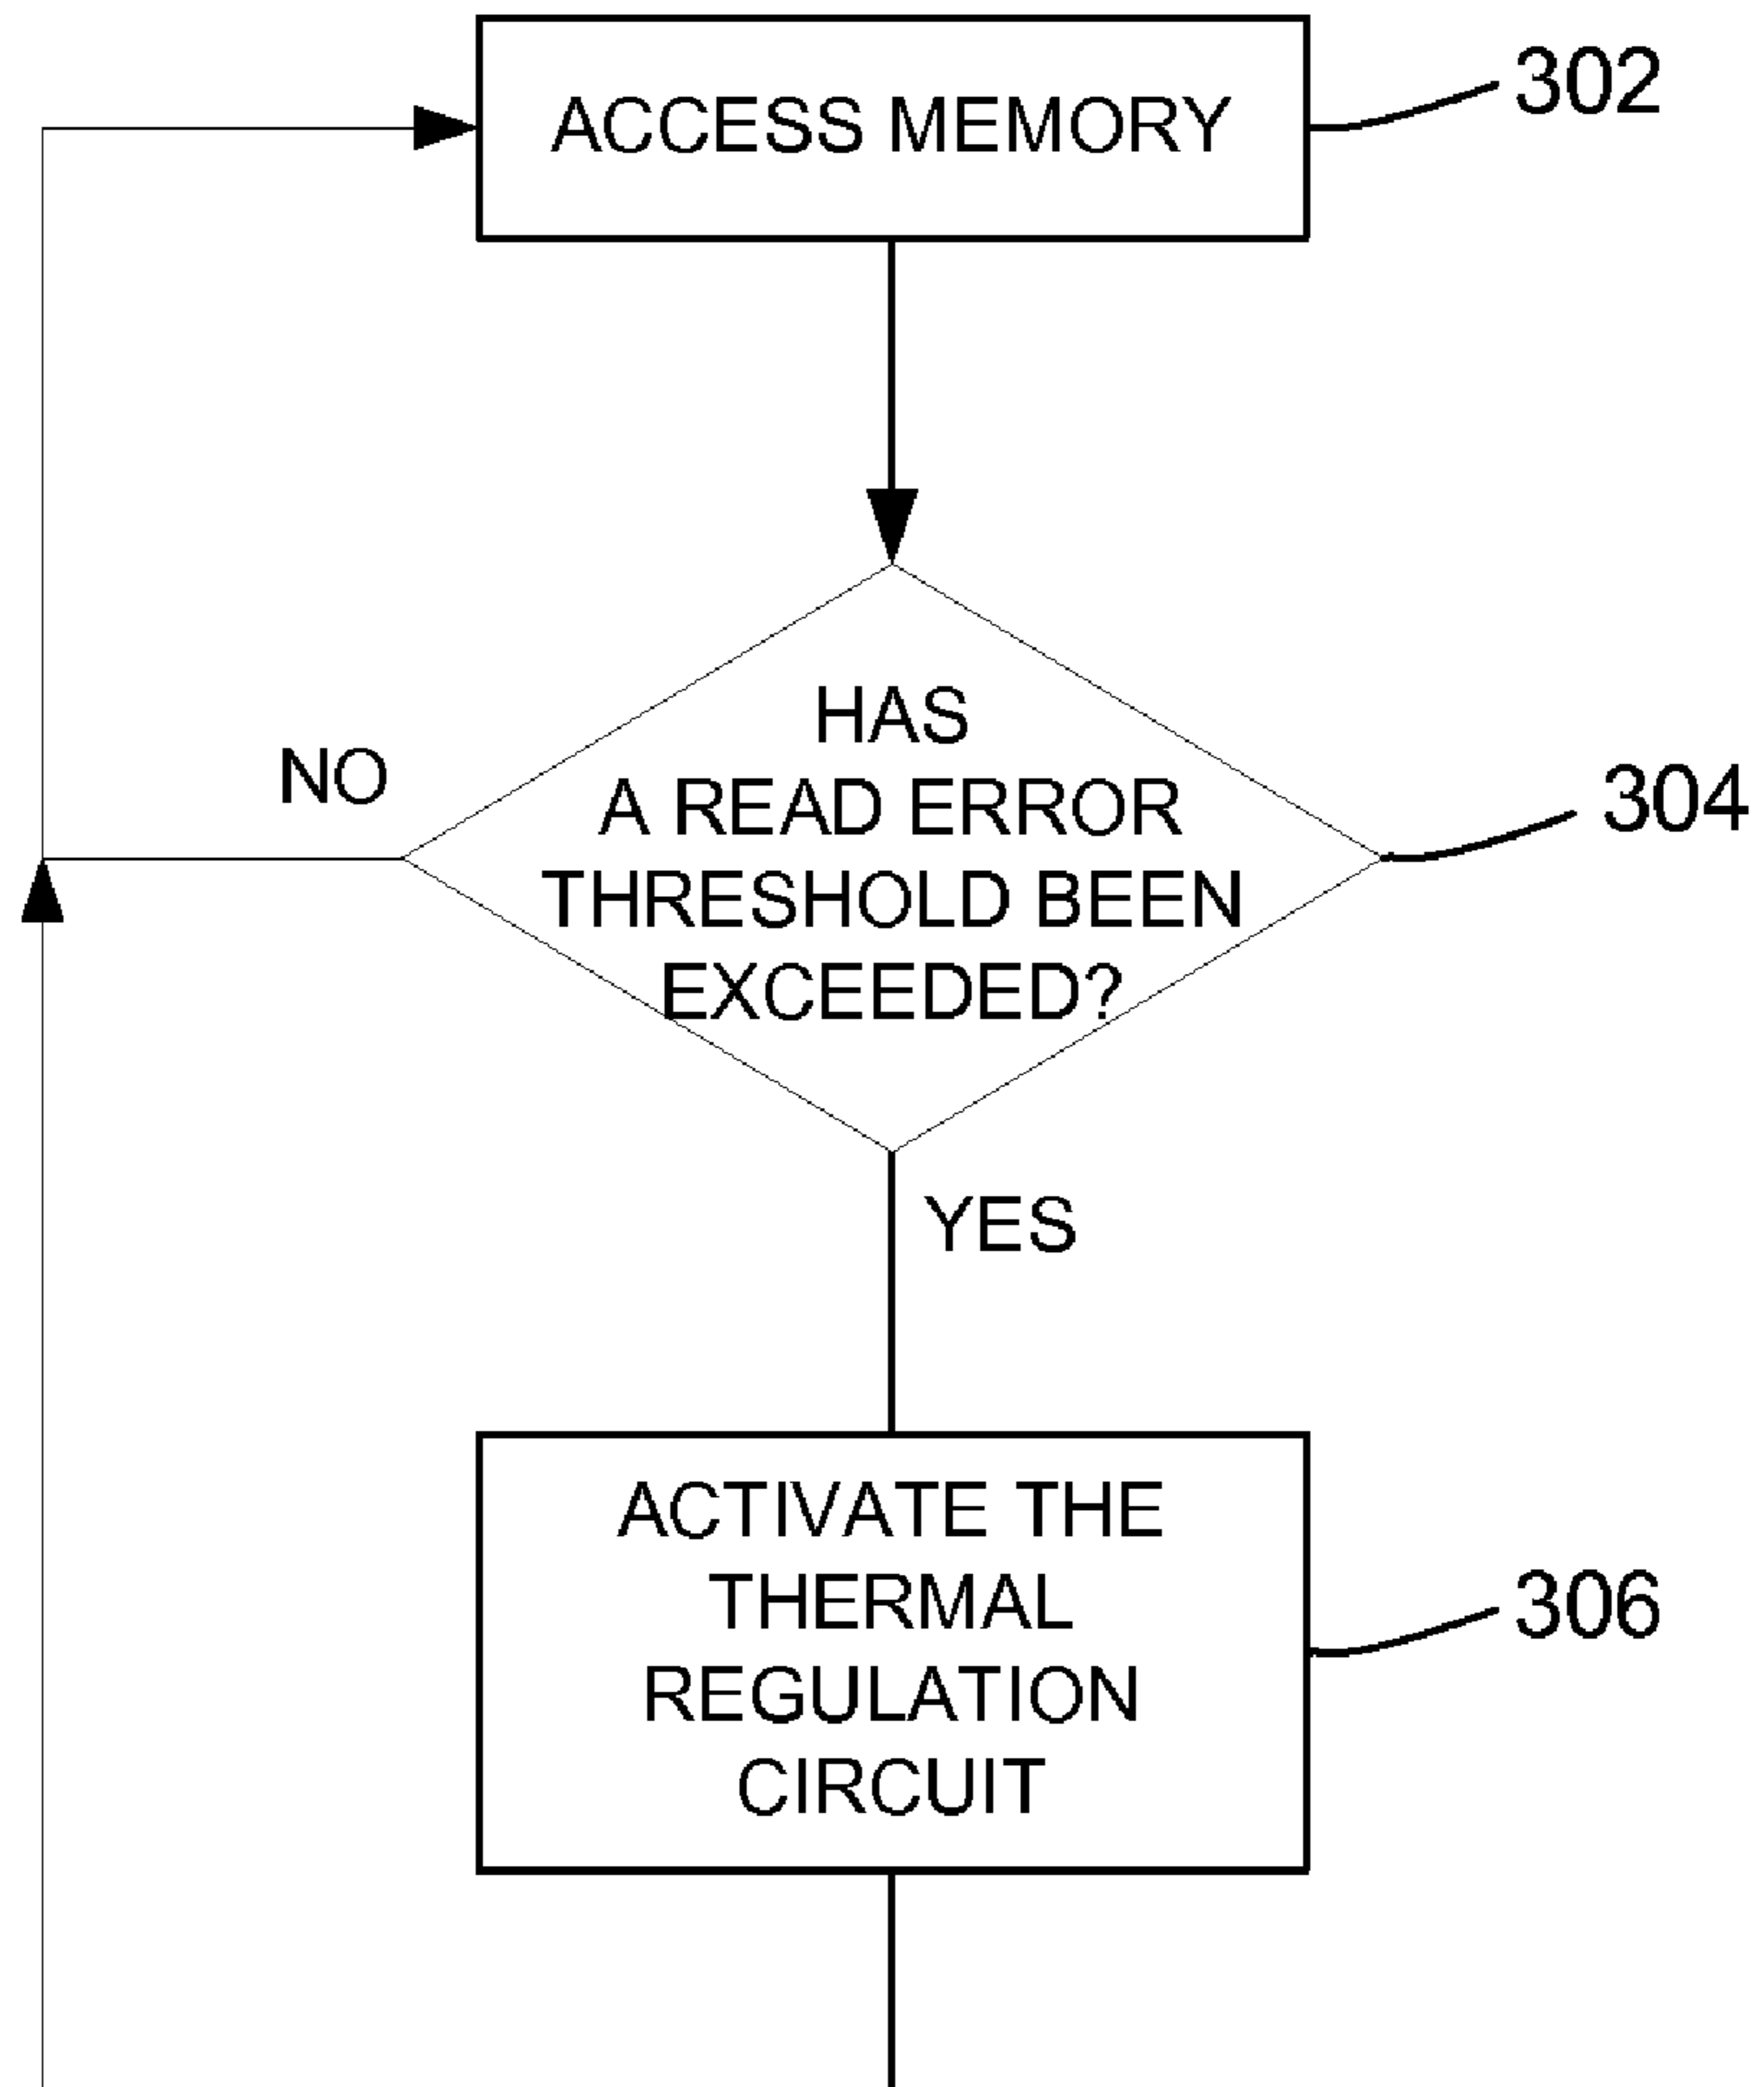 ACCESS MEMORY
302
HAS
A READ ERROR
THRESHOLD BEEN
EXCEEDED?
NO
304
YES
ACTIVATE THE
THERMAL
REGULATION
CIRCUIT
306